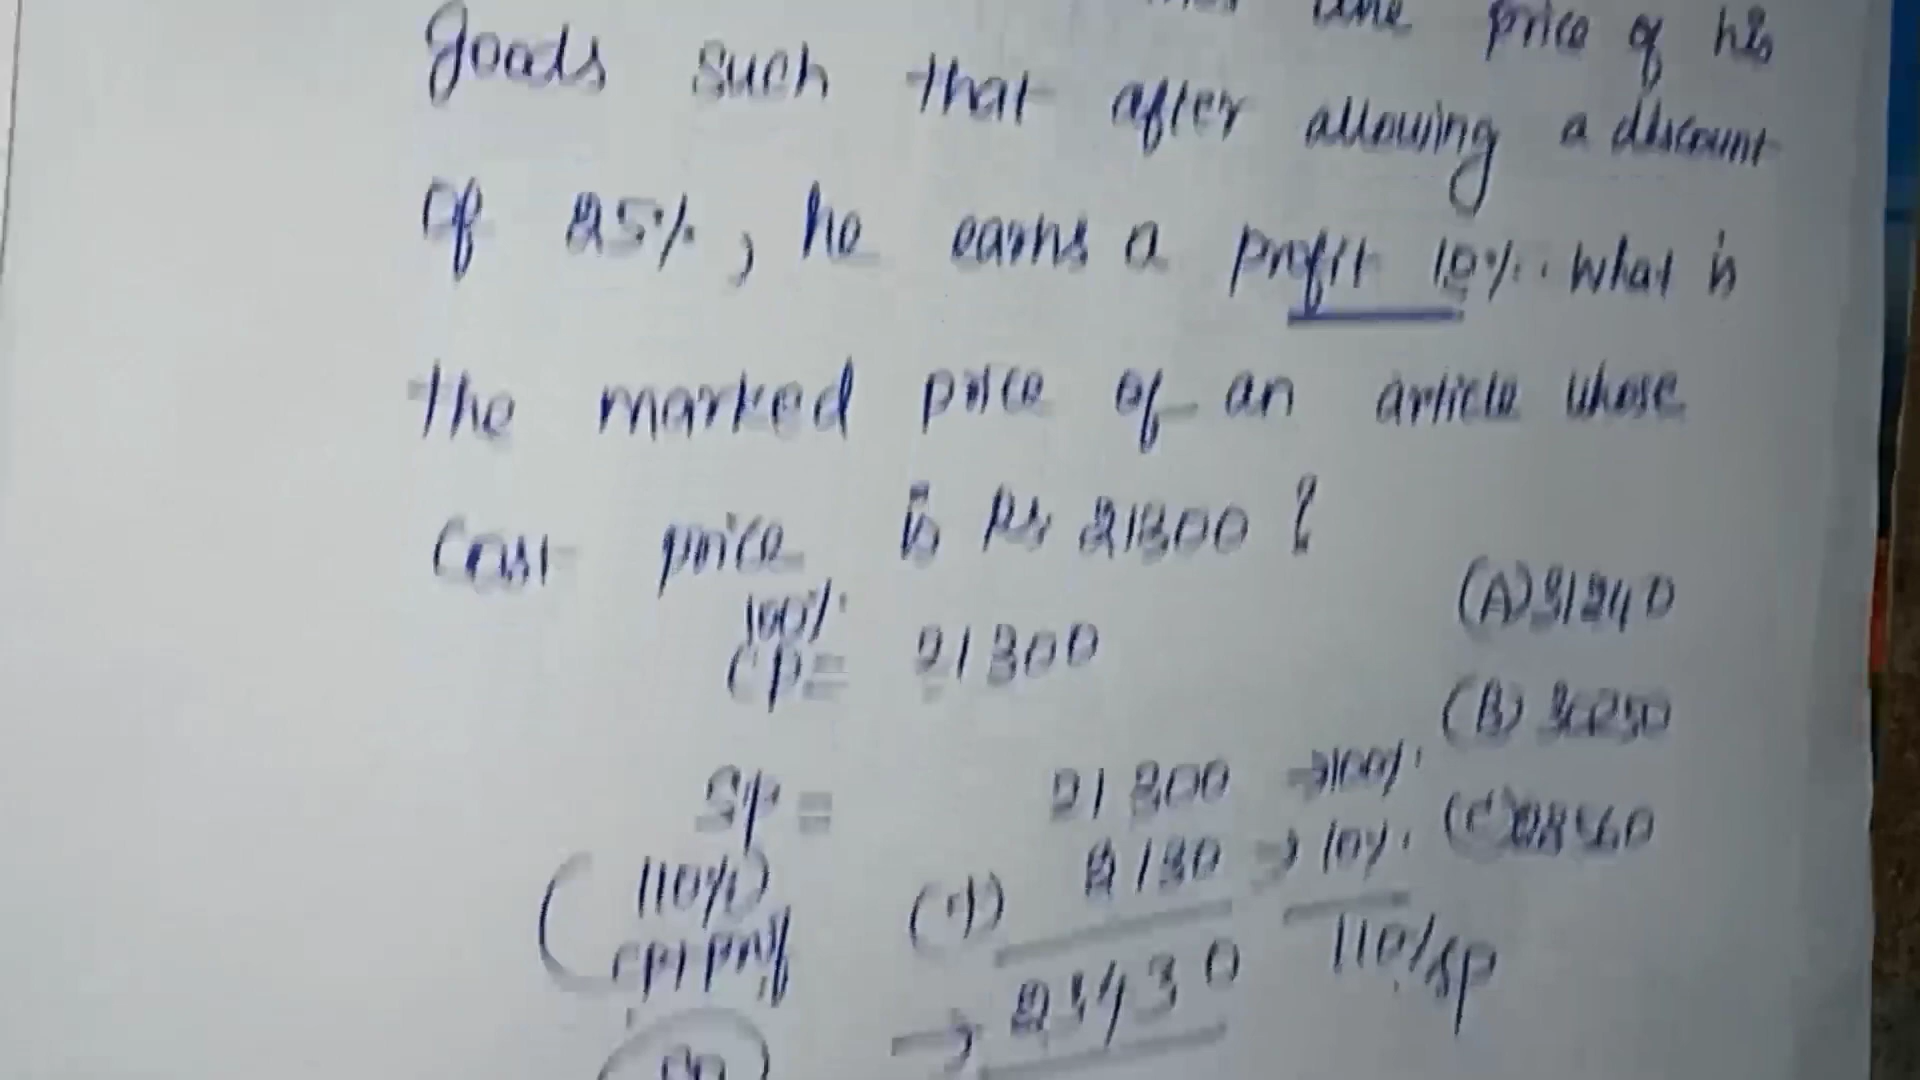 the price of his
goods such that after allowing a discount
of 25%, he earns a profit 10%. What is
the marked price of an article whose
cost price is Rs 21300 ?
100%
CP = 21300
(A) 31240
(B) 30250
SP = 21300 → 100%
(C) 28560
(110%) (+) 2130 → 10%
CP+Prof
→ 23430 110% SP